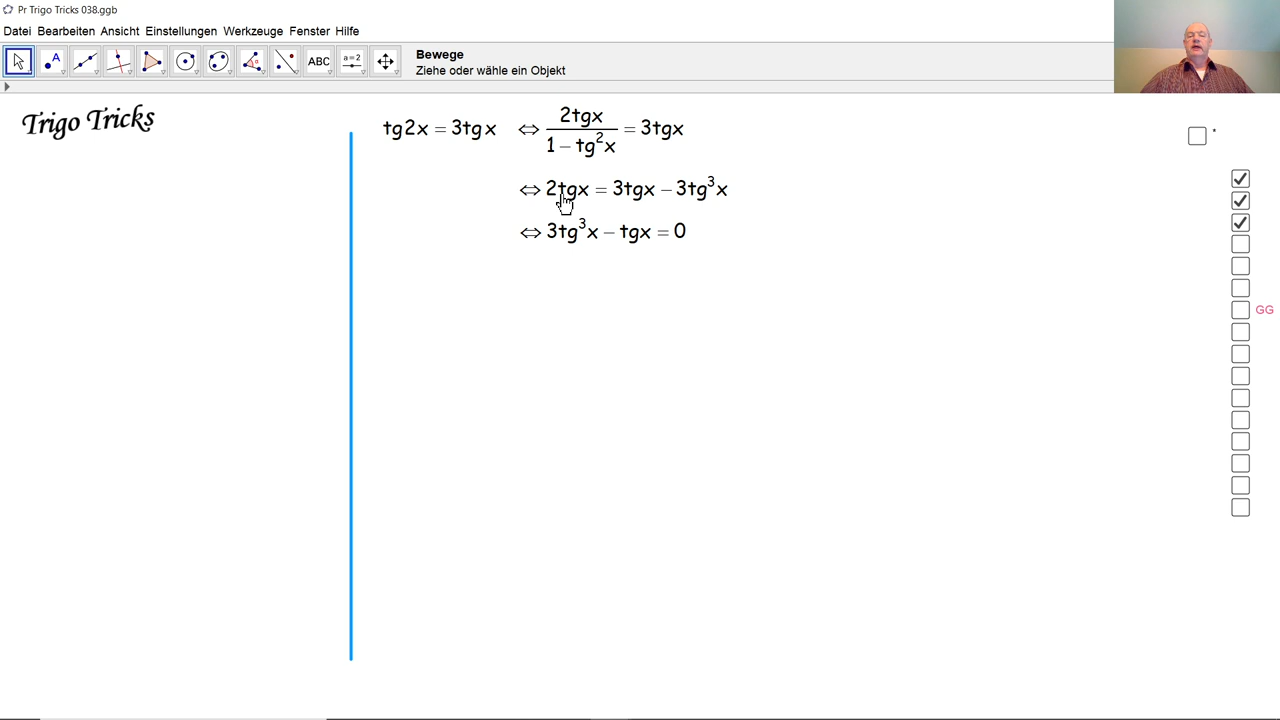 Pr Trigo Tricks 038.ggb
Datei Bearbeiten Ansicht Einstellungen Werkzeuge Fenster Hilfe
A ABC a=2 Bewege
Ziehe oder wähle ein Objekt
Trigo Tricks
tg2x = 3tgx ⇔ 2tgx / (1 – tg²x) = 3tgx
⇔ 2tgx = 3tgx – 3tg³x
⇔ 3tg³x – tgx = 0
GG